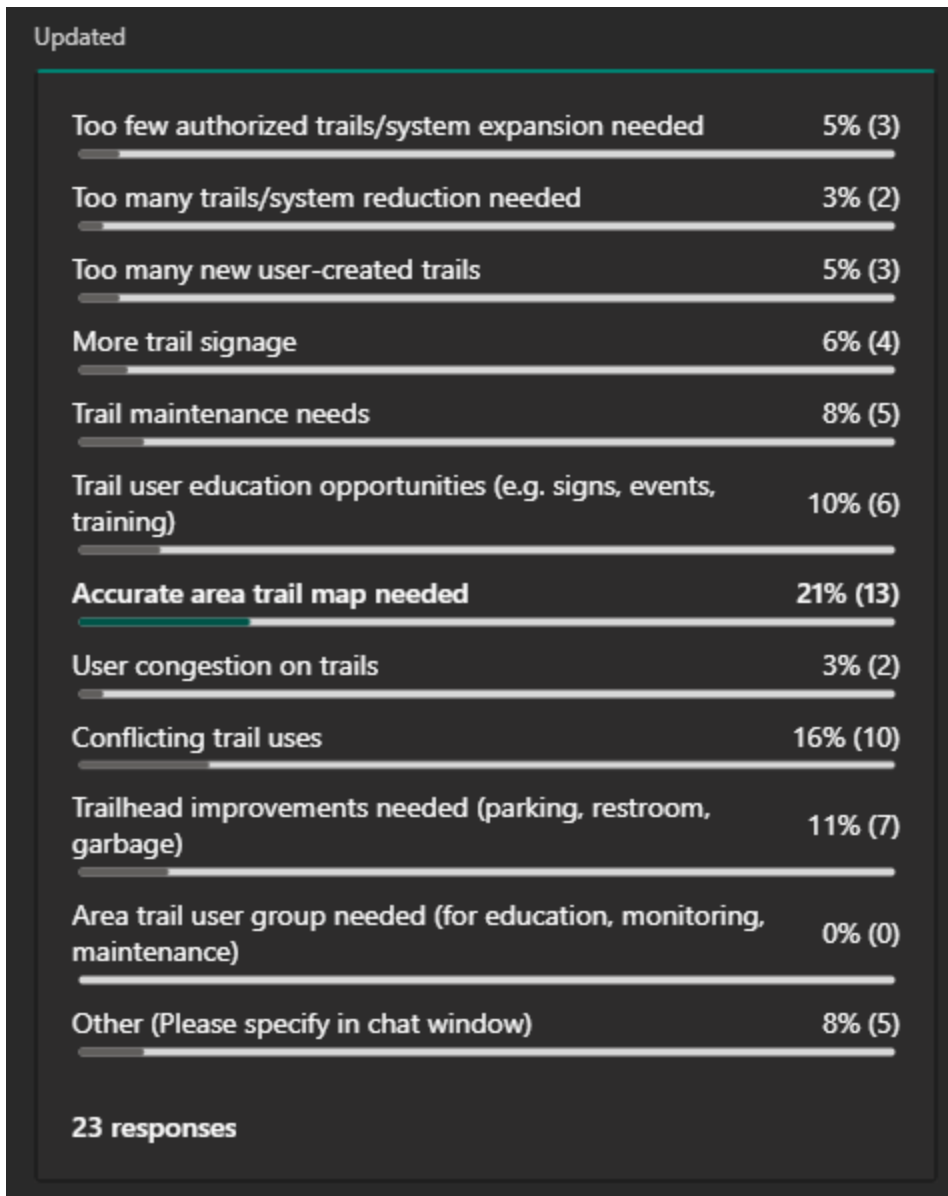 Updated
Too few authorized trails/system expansion needed 5% (3)
Too many trails/system reduction needed 3% (2)
Too many new user-created trails 5% (3)
More trail signage 6% (4)
Trail maintenance needs 8% (5)
Trail user education opportunities (e.g. signs, events,
training) 10% (6)
Accurate area trail map needed 21% (13)
User congestion on trails 3% (2)
Conflicting trail uses 16% (10)
Trailhead improvements needed (parking, restroom,
garbage) 11% (7)
Area trail user group needed (for education, monitoring,
maintenance) 0% (0)
Other (Please specify in chat window) 8% (5)
23 responses